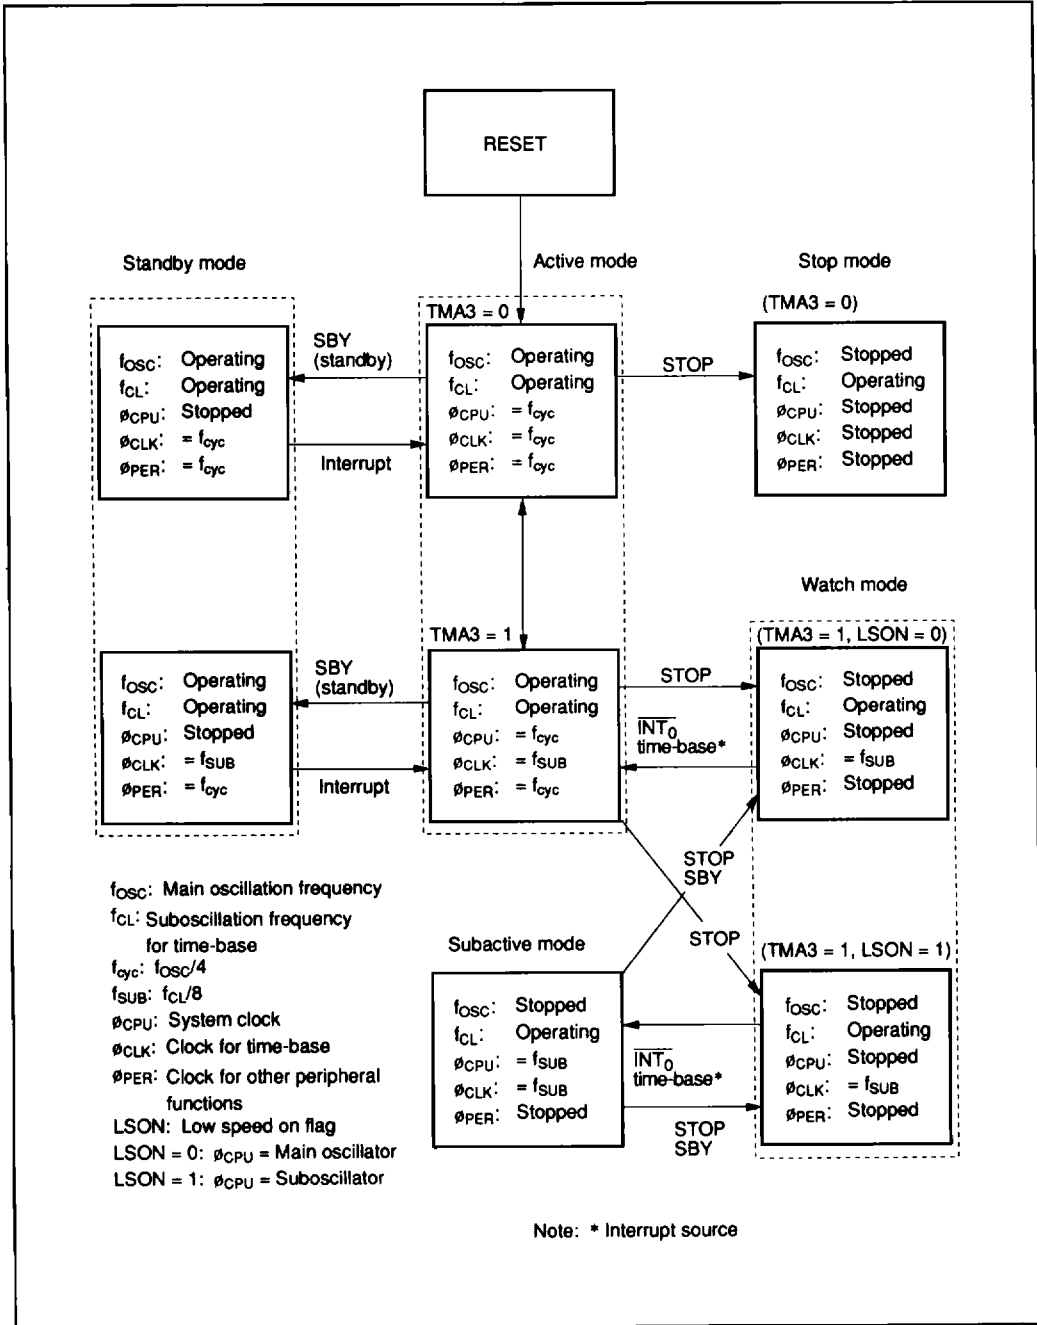 RESET
Standby mode
Active mode
Stop mode
TMA3 = 0
(TMA3 = 0)
fOSC: Operating
fCL: Operating
øCPU: Stopped
øCLK: = fcyc
øPER: = fcyc
SBY
(standby)
Interrupt
fOSC: Operating
fCL: Operating
øCPU: = fcyc
øCLK: = fcyc
øPER: = fcyc
STOP
fOSC: Stopped
fCL: Operating
øCPU: Stopped
øCLK: Stopped
øPER: Stopped
Watch mode
TMA3 = 1
(TMA3 = 1, LSON = 0)
fOSC: Operating
fCL: Operating
øCPU: Stopped
øCLK: = fSUB
øPER: = fcyc
SBY
(standby)
Interrupt
fOSC: Operating
fCL: Operating
øCPU: = fcyc
øCLK: = fSUB
øPER: = fcyc
STOP
INT0
time-base*
fOSC: Stopped
fCL: Operating
øCPU: Stopped
øCLK: = fSUB
øPER: Stopped
STOP
SBY
STOP
fOSC: Main oscillation frequency
fCL: Suboscillation frequency
for time-base
fcyc: fOSC/4
fSUB: fCL/8
øCPU: System clock
øCLK: Clock for time-base
øPER: Clock for other peripheral
functions
LSON: Low speed on flag
LSON = 0: øCPU = Main oscillator
LSON = 1: øCPU = Suboscillator
Subactive mode
(TMA3 = 1, LSON = 1)
fOSC: Stopped
fCL: Operating
øCPU: = fSUB
øCLK: = fSUB
øPER: Stopped
INT0
time-base*
STOP
SBY
fOSC: Stopped
fCL: Operating
øCPU: Stopped
øCLK: = fSUB
øPER: Stopped
Note: * Interrupt source